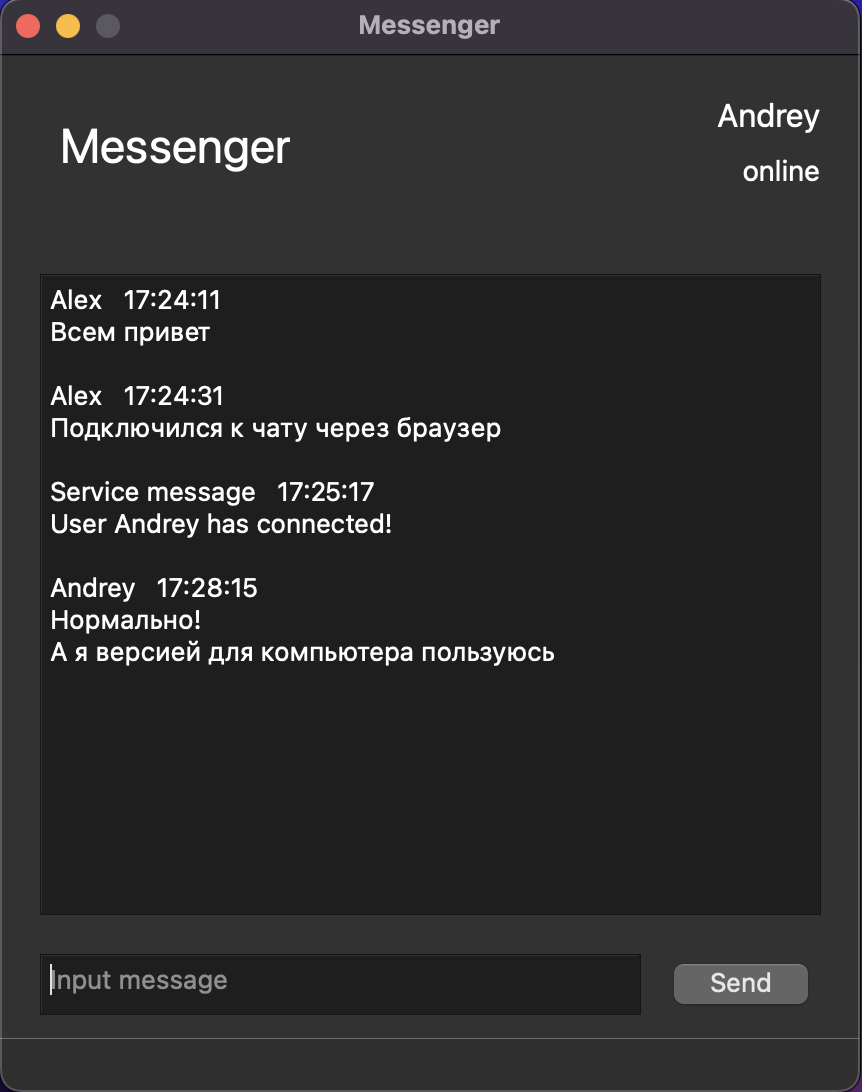 Messenger
Messenger
Andrey
online
Alex 17:24:11
Всем привет
Alex 17:24:31
Подключился к чату через браузер
Service message 17:25:17
User Andrey has connected!
Andrey 17:28:15
Нормально!
А я версией для компьютера пользуюсь
Input message
Send